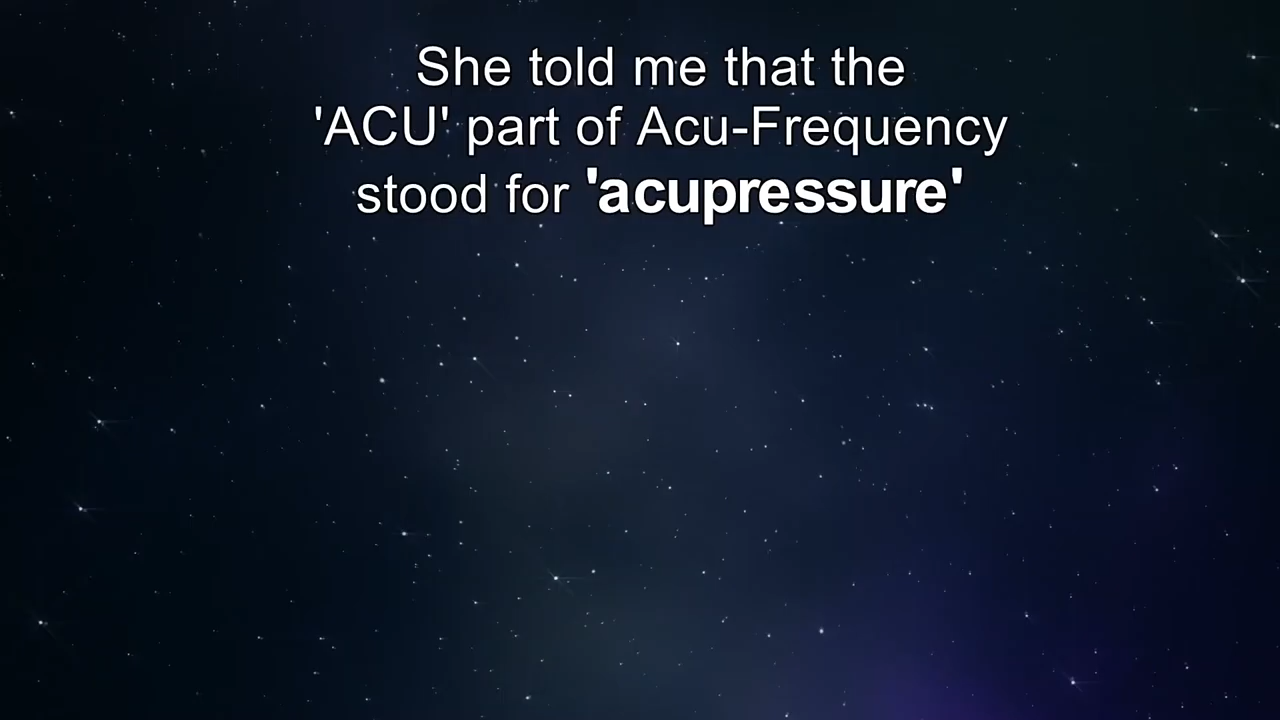 She told me that the
'ACU' part of Acu-Frequency
stood for 'acupressure'